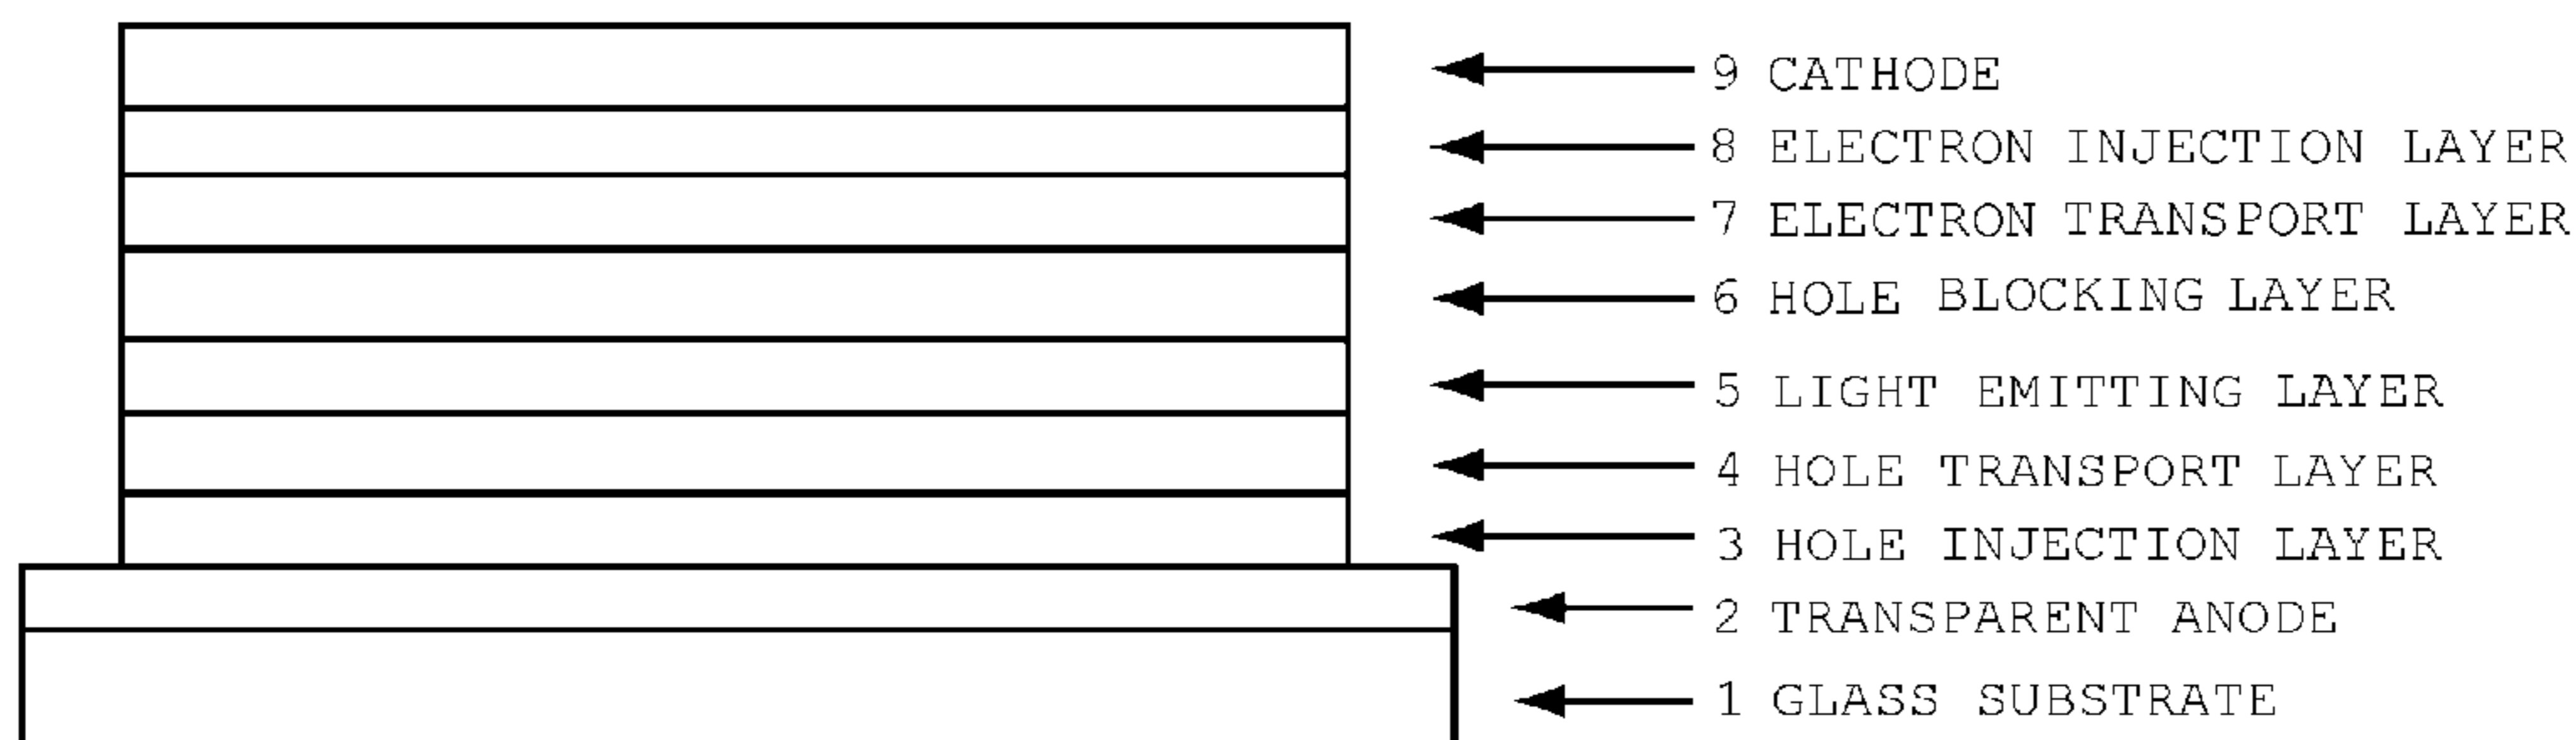 9 CATHODE
8 ELECTRON INJECTION LAYER
7 ELECTRON TRANSPORT LAYER
6 HOLE BLOCKING LAYER
5 LIGHT EMITTING LAYER
4 HOLE TRANSPORT LAYER
3 HOLE INJECTION LAYER
2 TRANSPARENT ANODE
1 GLASS SUBSTRATE